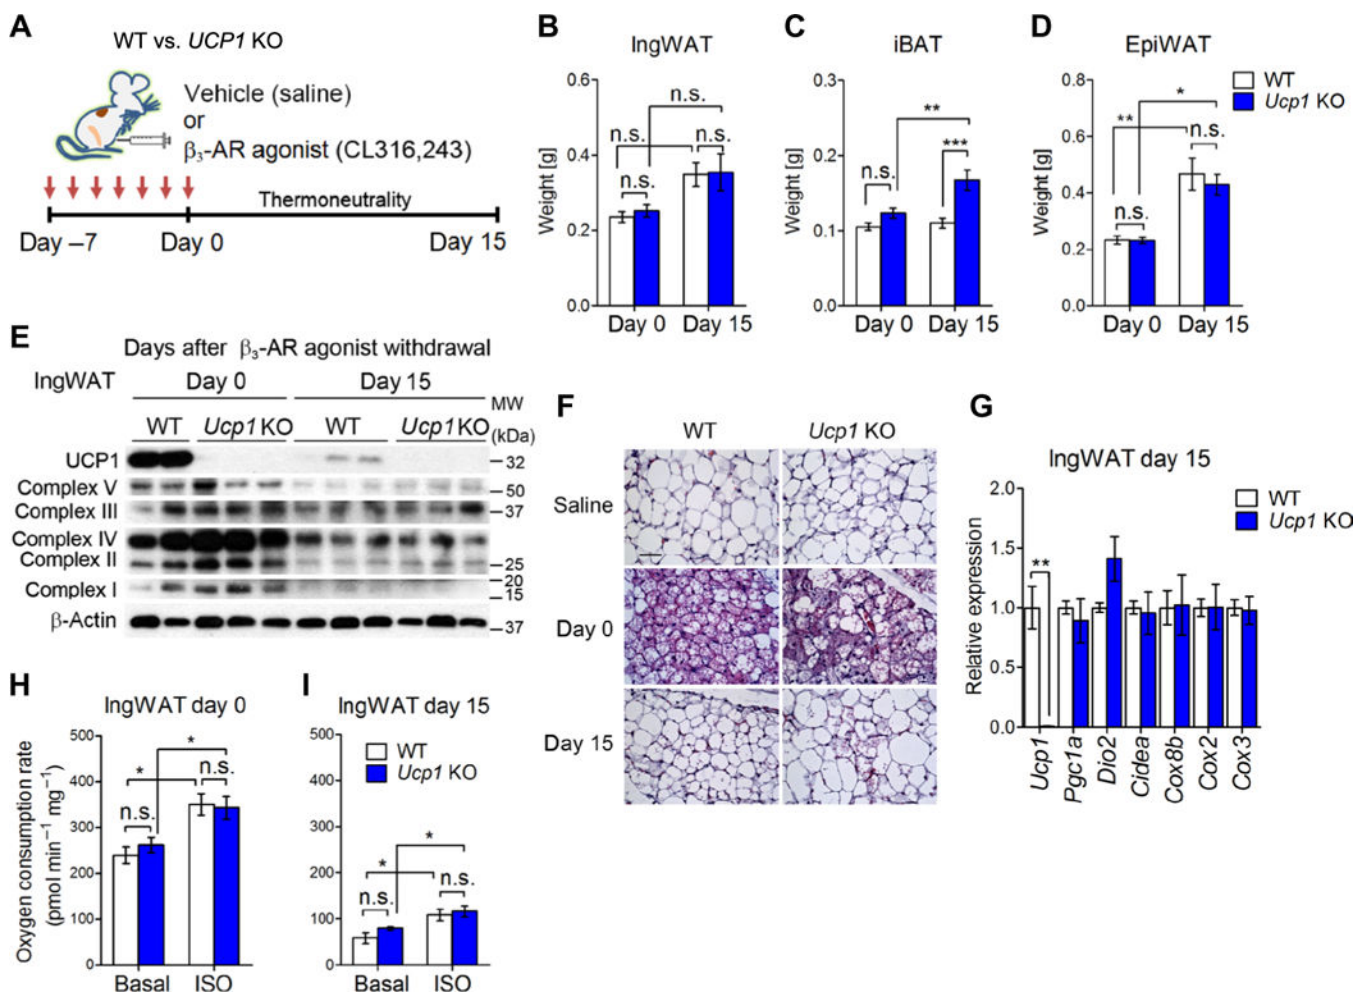 A
WT vs. UCP1 KO
Vehicle (saline)
or
β₃-AR agonist (CL316,243)
Thermoneutrality
Day –7
Day 0
Day 15
B
IngWAT
Weight [g]
0.6
0.4
0.2
0.0
n.s.
n.s.
n.s.
n.s.
Day 0
Day 15
C
iBAT
Weight [g]
0.3
0.2
0.1
0.0
**
***
n.s.
Day 0
Day 15
D
EpiWAT
WT
Ucp1 KO
Weight [g]
0.8
0.6
0.4
0.2
0.0
*
**
n.s.
n.s.
Day 0
Day 15
E
Days after β₃-AR agonist withdrawal
IngWAT
Day 0
Day 15
MW
(kDa)
WT
Ucp1 KO
WT
Ucp1 KO
UCP1
32
Complex V
50
Complex III
37
Complex IV
Complex II
25
20
Complex I
15
β-Actin
37
F
WT
Ucp1 KO
Saline
Day 0
Day 15
G
IngWAT day 15
WT
Ucp1 KO
Relative expression
2.0
1.5
1.0
0.5
0.0
**
Ucp1
Pgc1a
Dio2
Cidea
Cox8b
Cox2
Cox3
H
IngWAT day 0
Oxygen consumption rate
(pmol min⁻¹ mg⁻¹)
500
400
300
200
100
0
*
*
n.s.
n.s.
Basal
ISO
I
IngWAT day 15
WT
Ucp1 KO
500
400
300
200
100
0
*
*
n.s.
n.s.
Basal
ISO